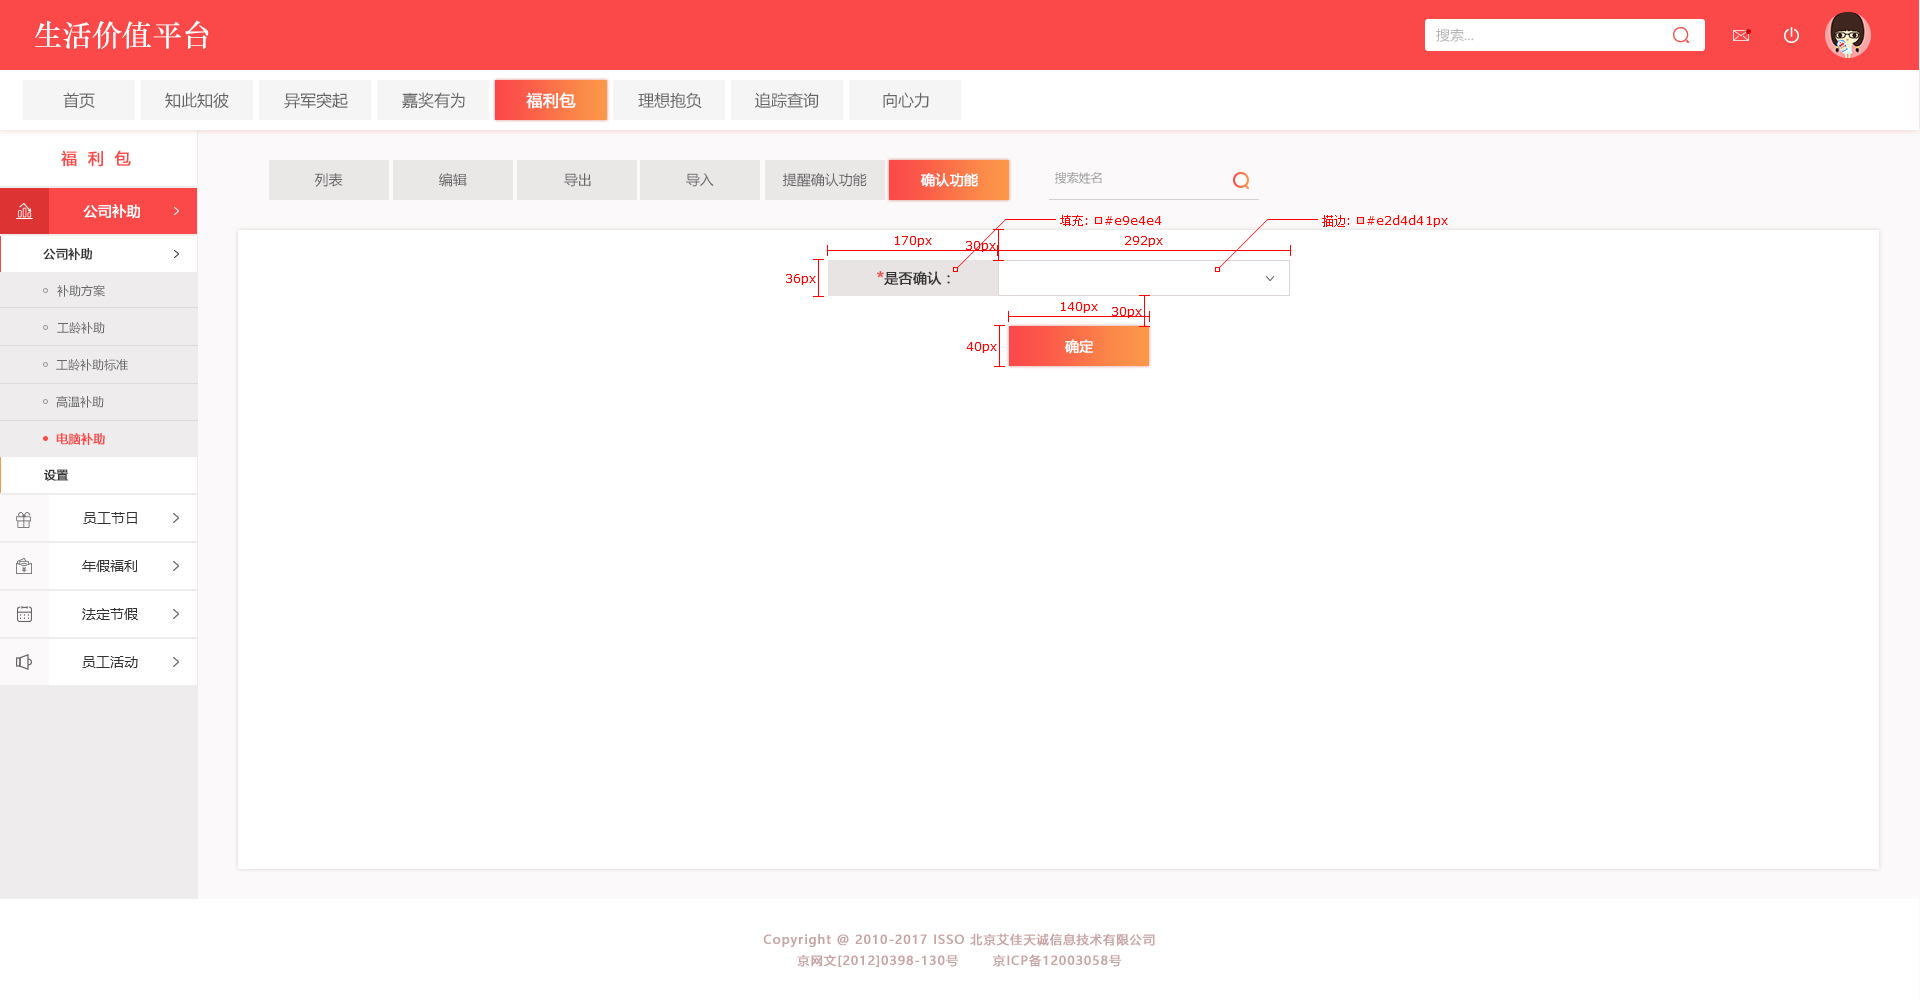 生活价值平台
搜索...
首页
知此知彼
异军突起
嘉奖有为
福利包
理想抱负
追踪查询
向心力
福利包
公司补助
公司补助
补助方案
工龄补助
工龄补助标准
高温补助
电脑补助
设置
员工节日
年假福利
法定节假
员工活动
列表
编辑
导出
导入
提醒确认功能
确认功能
搜索姓名
填充: #e9e4e4
描边: #e2d4d41px
170px
30px
292px
36px
*是否确认：
140px
30px
40px
确定
Copyright @ 2010-2017 ISSO 北京艾佳天诚信息技术有限公司
京网文[2012]0398-130号 京ICP备12003058号